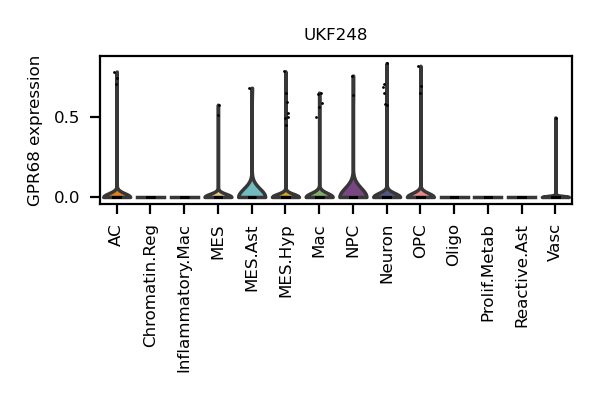 UKF248
GPR68 expression
0.5
0.0
AC
Chromatin.Reg
Inflammatory.Mac
MES
MES.Ast
MES.Hyp
Mac
NPC
Neuron
OPC
Oligo
Prolif.Metab
Reactive.Ast
Vasc